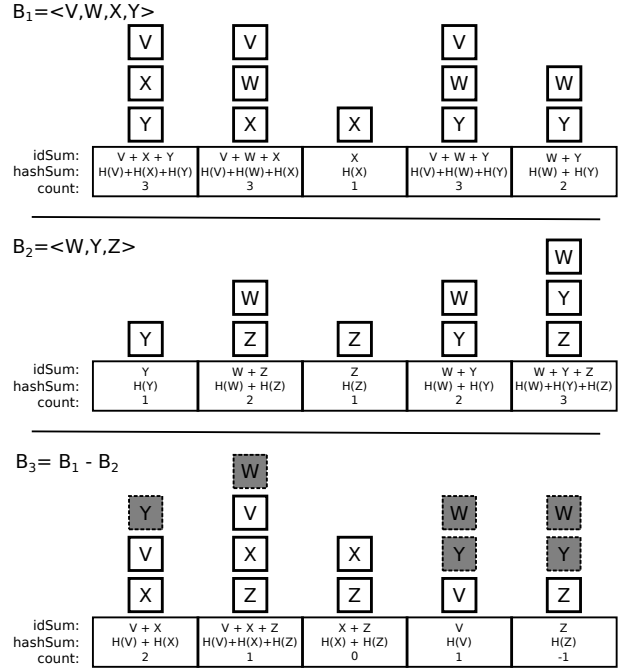 B1=<V,W,X,Y>
V V V
X W W W
Y X X Y Y
idSum: V + X + Y V + W + X X V + W + Y W + Y
hashSum: H(V)+H(X)+H(Y) H(V)+H(W)+H(X) H(X) H(V)+H(W)+H(Y) H(W) + H(Y)
count: 3 3 1 3 2
B2=<W,Y,Z>
W
W W Y
Y Z Z Y Z
idSum: Y W + Z Z W + Y W + Y + Z
hashSum: H(Y) H(W) + H(Z) H(Z) H(W) + H(Y) H(W)+H(Y)+H(Z)
count: 1 2 1 2 3
B3= B1 - B2
W
Y V W W
V X X Y Y
X Z Z V Z
idSum: V + X V + X + Z X + Z V Z
hashSum: H(V) + H(X) H(V)+H(X)+H(Z) H(X) + H(Z) H(V) H(Z)
count: 2 1 0 1 -1